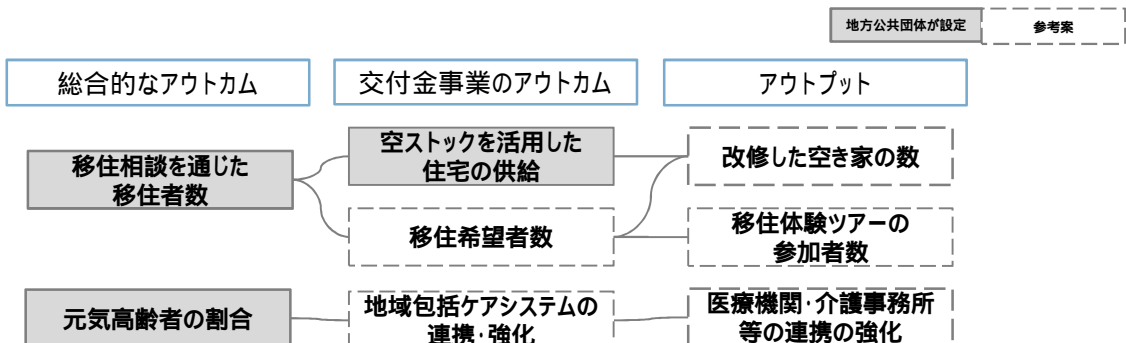 地方公共団体が設定
参考案
総合的なアウトカム
交付金事業のアウトカム
アウトプット
移住相談を通じた
移住者数
空ストックを活用した
住宅の供給
改修した空き家の数
移住希望者数
移住体験ツアーの
参加者数
元気高齢者の割合
地域包括ケアシステムの
連携・強化
医療機関・介護事務所
等の連携の強化